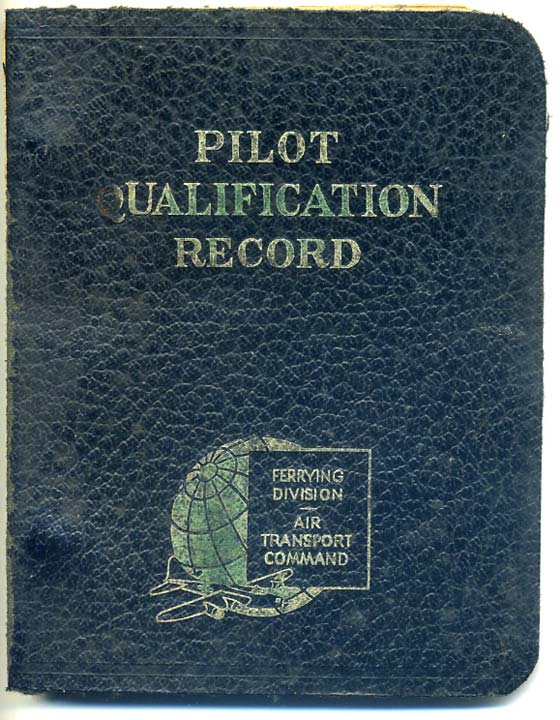 PILOT
QUALIFICATION
RECORD
FERRYING
DIVISION
AIR
TRANSPORT
COMMAND